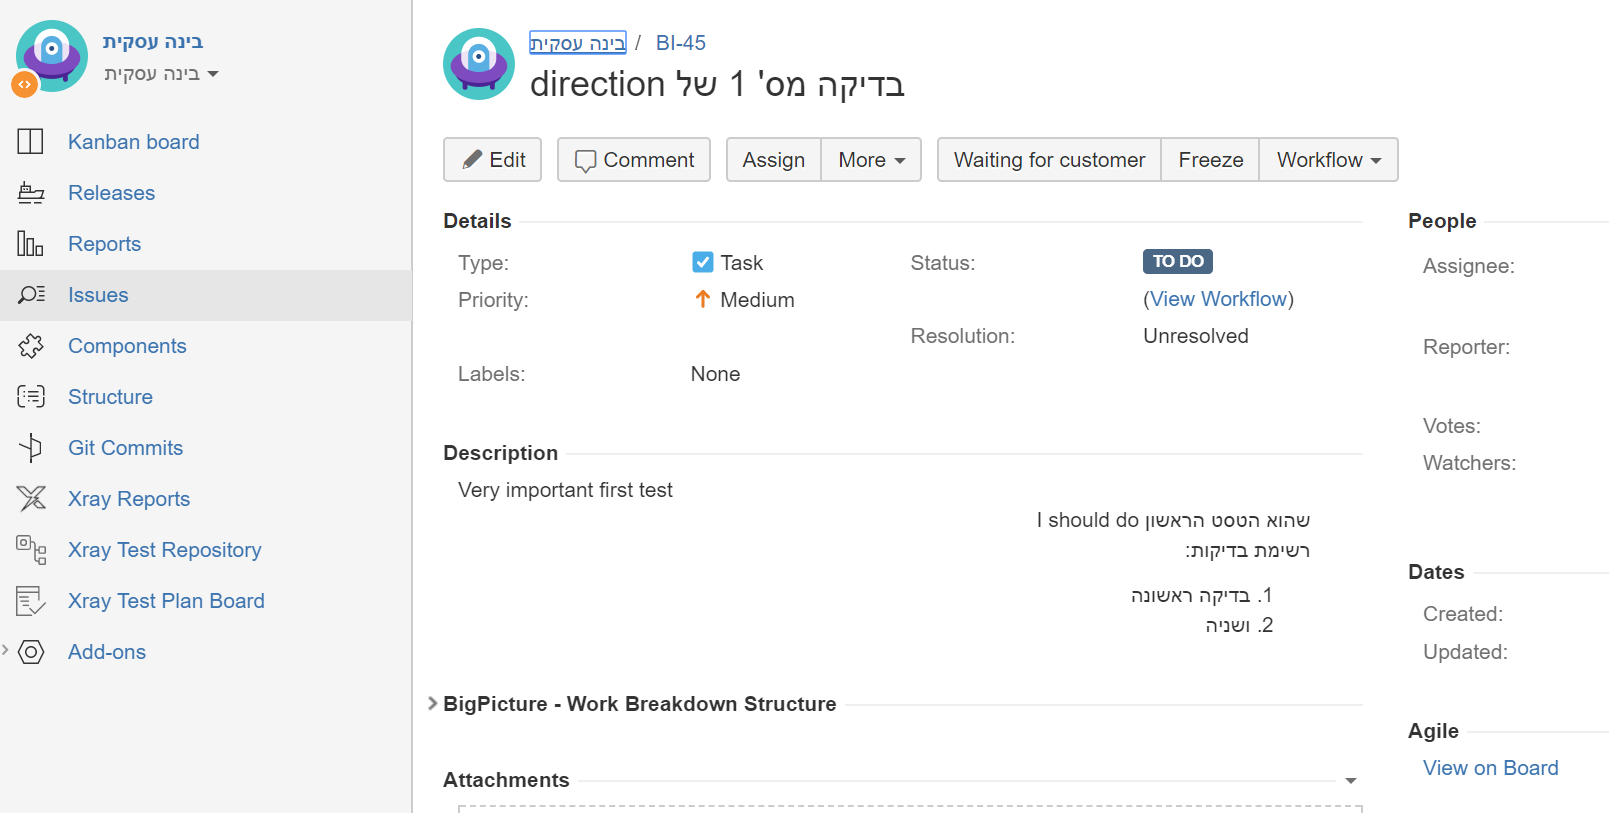 בינה עסקית
בינה עסקית
Kanban board
Releases
Reports
Issues
Components
Structure
Git Commits
Xray Reports
Xray Test Repository
Xray Test Plan Board
Add-ons
בינה עסקית / BI-45
בדיקה מס' 1 של direction
Edit Comment Assign More Waiting for customer Freeze Workflow
Details
Type: Task Status: TO DO
Priority: Medium (View Workflow)
Resolution: Unresolved
Labels: None
Description
Very important first test
שהוא הטסט הראשון I should do
רשימת בדיקות:
1. בדיקה ראשונה
2. ושניה
BigPicture - Work Breakdown Structure
Attachments
People
Assignee:
Reporter:
Votes:
Watchers:
Dates
Created:
Updated:
Agile
View on Board